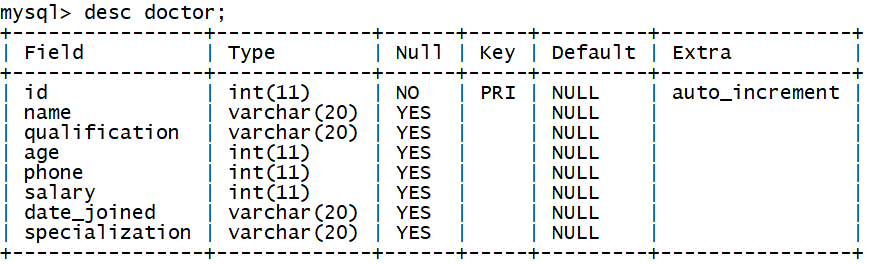 mysql> desc doctor;
+----------------+-------------+------+-----+---------+----------------+
| Field          | Type        | Null | Key | Default | Extra          |
+----------------+-------------+------+-----+---------+----------------+
| id             | int(11)     | NO   | PRI | NULL    | auto_increment |
| name           | varchar(20) | YES  |     | NULL    |                |
| qualification  | varchar(20) | YES  |     | NULL    |                |
| age            | int(11)     | YES  |     | NULL    |                |
| phone          | int(11)     | YES  |     | NULL    |                |
| salary         | int(11)     | YES  |     | NULL    |                |
| date_joined    | varchar(20) | YES  |     | NULL    |                |
| specialization | varchar(20) | YES  |     | NULL    |                |
+----------------+-------------+------+-----+---------+----------------+